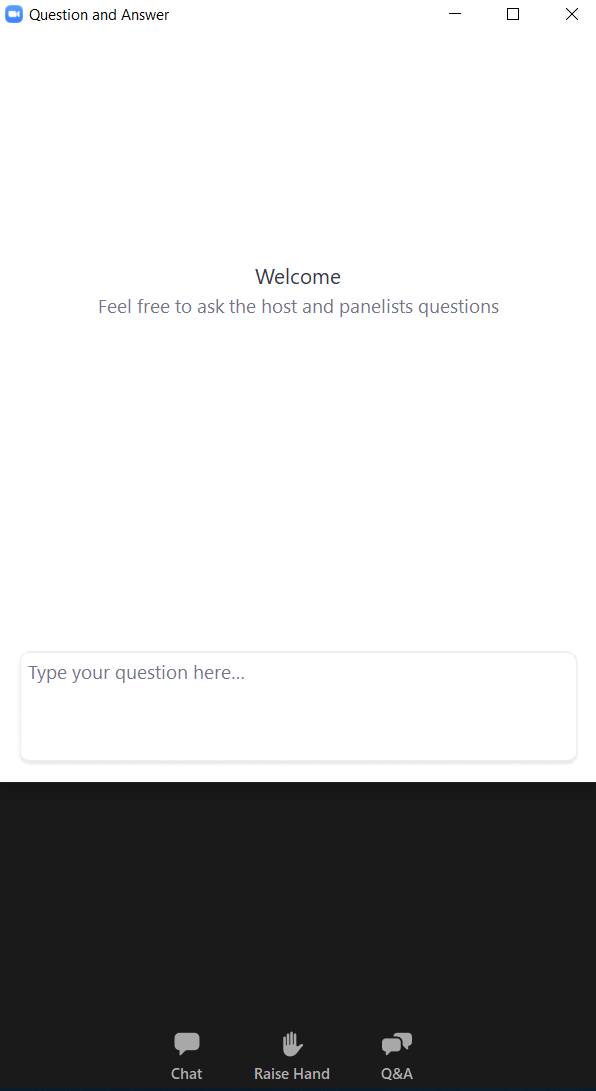 Question and Answer
Welcome
Feel free to ask the host and panelists questions
Type your question here...
Chat
Raise Hand
Q&A